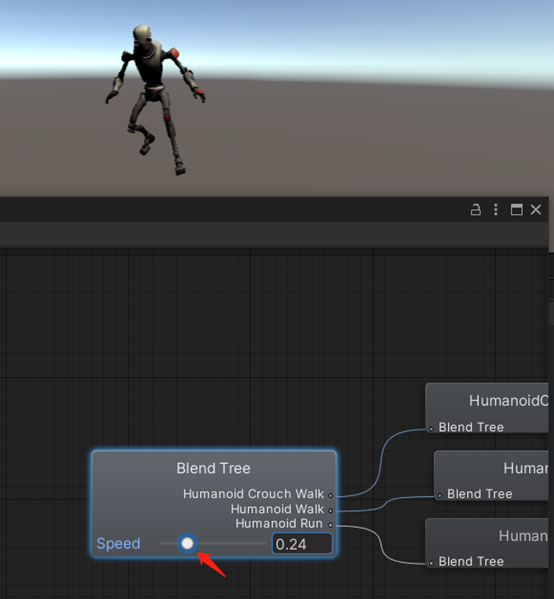 HumanoidC
Blend Tree
Blend Tree
Humanoid Crouch Walk
Humanoid Walk
Humanoid Run
Speed
0.24
Human
Blend Tree
Human
Blend Tree